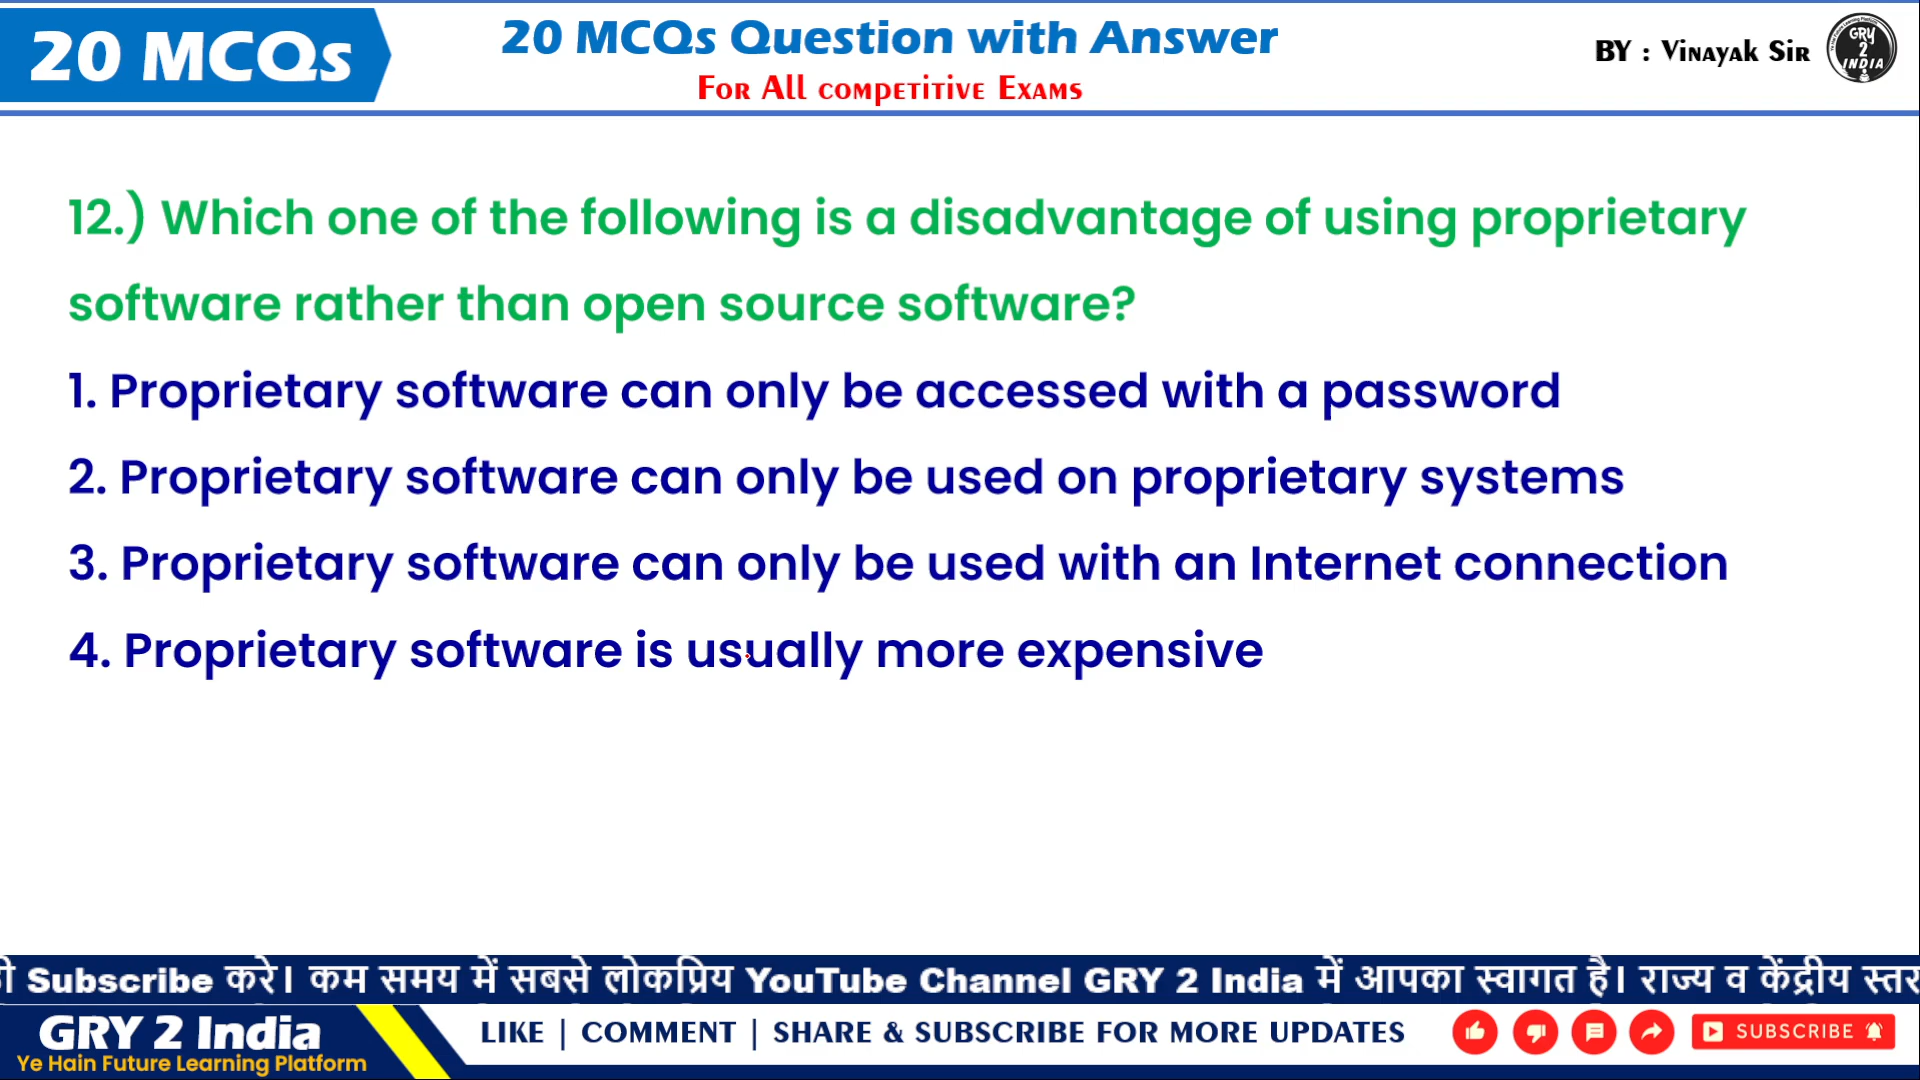 20 MCQs
20 MCQs Question with Answer
For All competitive Exams
BY : Vinayak Sir
GRY
2
INDIA
12.) Which one of the following is a disadvantage of using proprietary
software rather than open source software?
1. Proprietary software can only be accessed with a password
2. Proprietary software can only be used on proprietary systems
3. Proprietary software can only be used with an Internet connection
4. Proprietary software is usually more expensive
Subscribe करे। कम समय में सबसे लोकप्रिय YouTube Channel GRY 2 India में आपका स्वागत है। राज्य व केंद्रीय स्तर
GRY 2 India
Ye Hain Future Learning Platform
LIKE | COMMENT | SHARE & SUBSCRIBE FOR MORE UPDATES
SUBSCRIBE